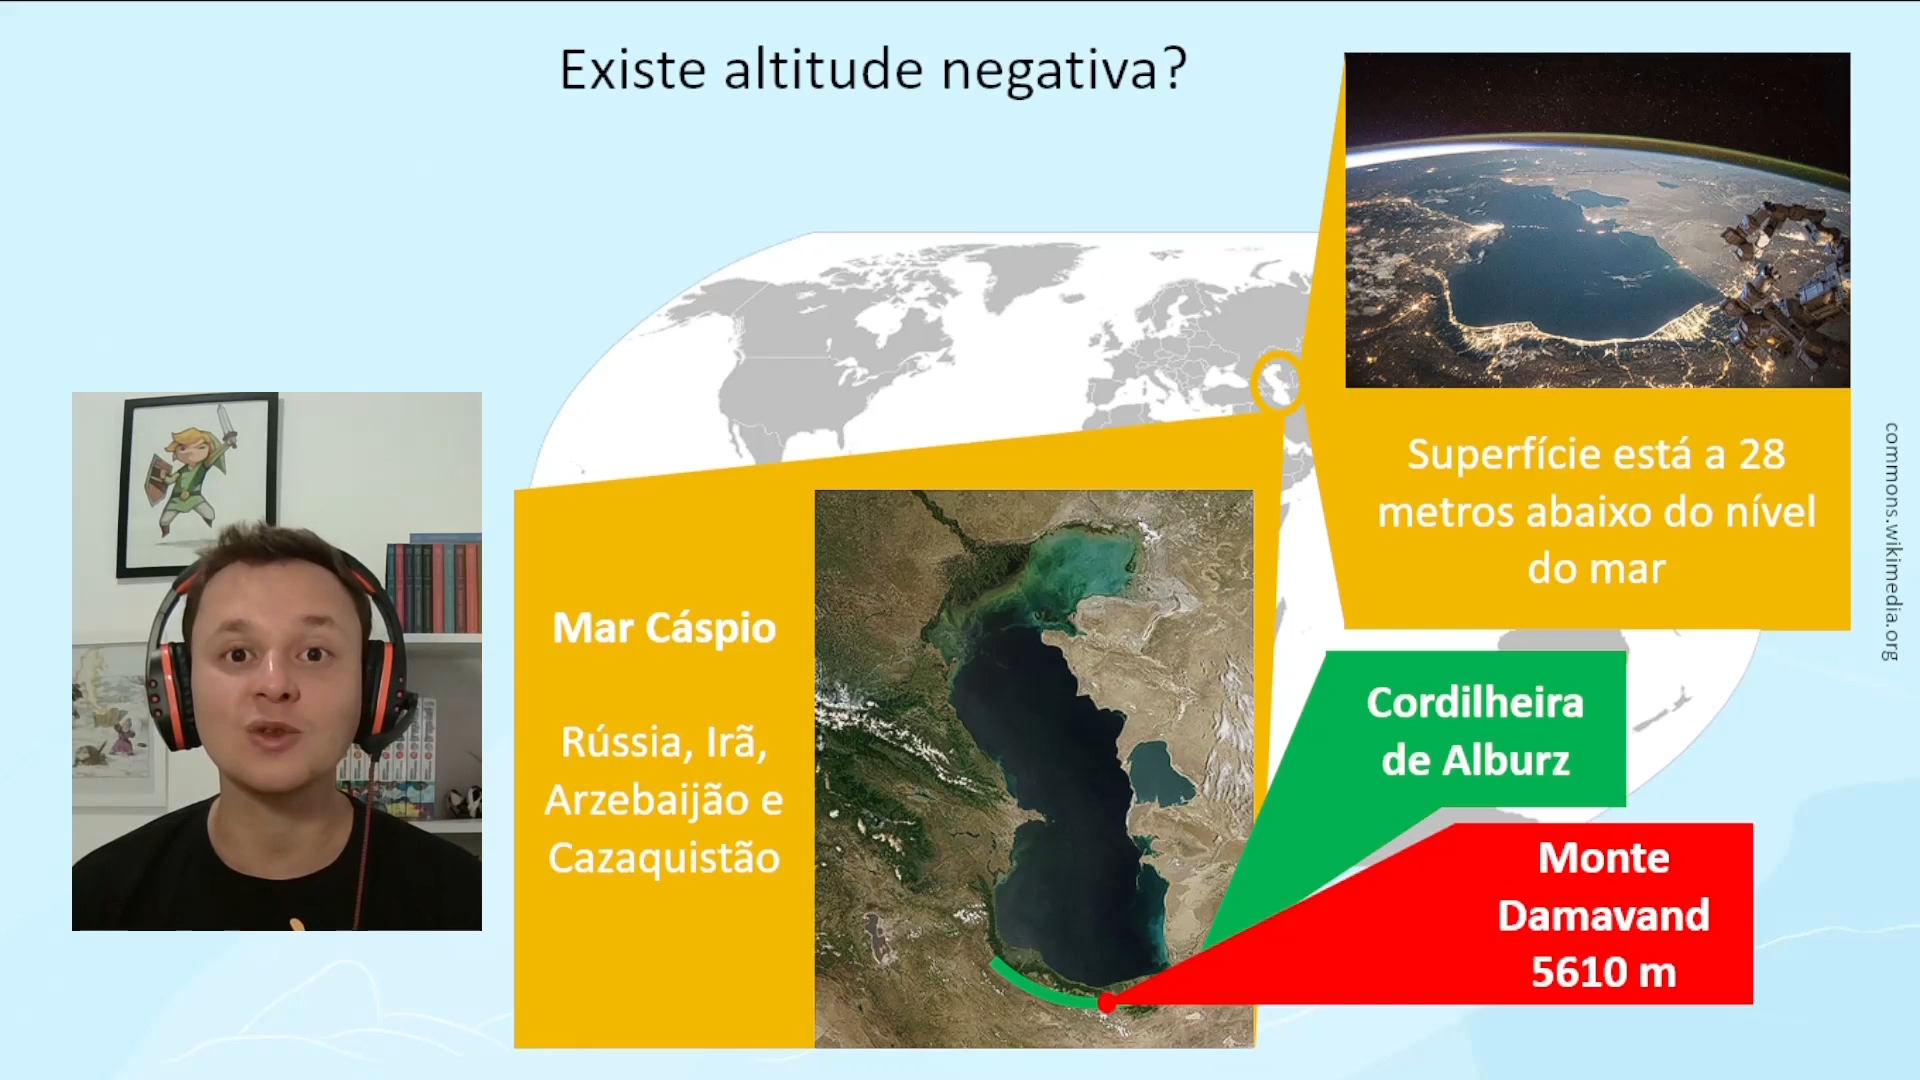 Existe altitude negativa?
Superfície está a 28
metros abaixo do nível
do mar
commons.wikimedia.org
Mar Cáspio
Rússia, Irã,
Arzebaijão e
Cazaquistão
Cordilheira
de Alburz
Monte
Damavand
5610 m